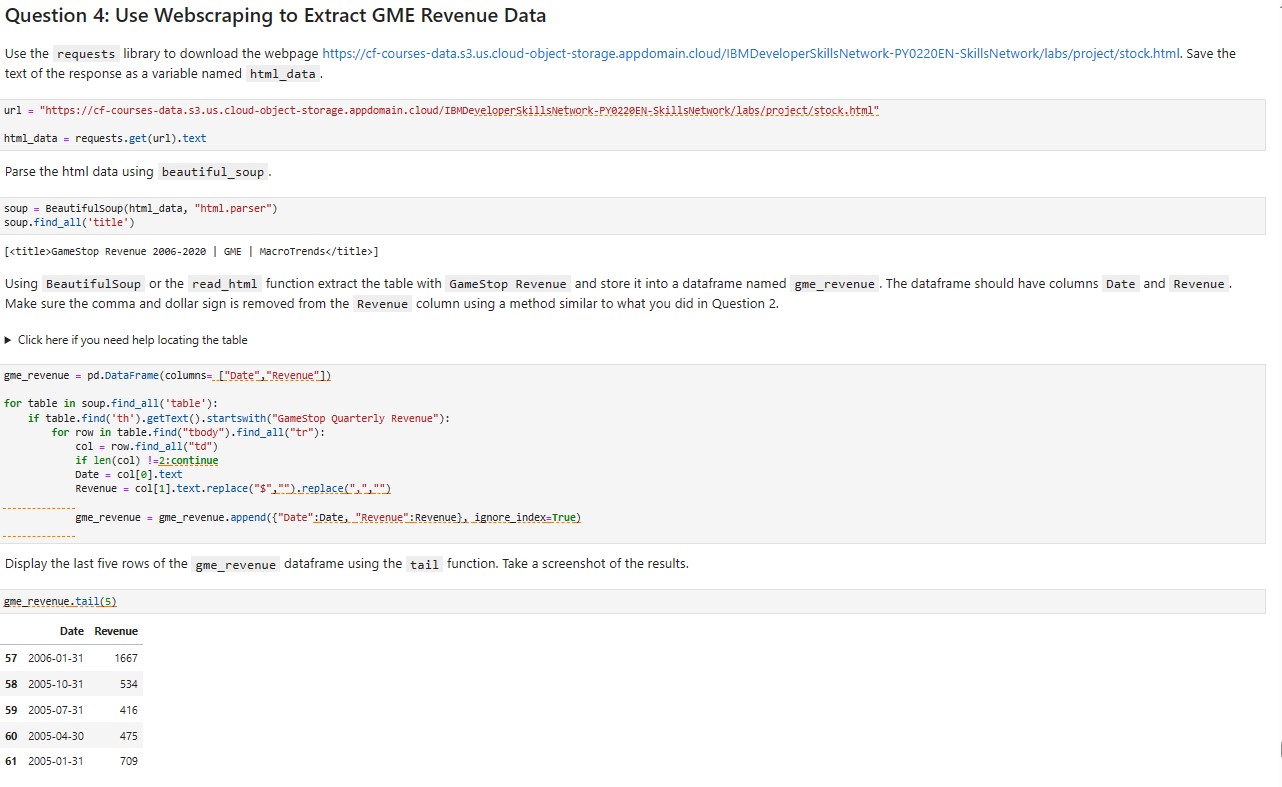 Question 4: Use Webscraping to Extract GME Revenue Data
Use the requests library to download the webpage https://cf-courses-data.s3.us.cloud-object-storage.appdomain.cloud/IBMDeveloperSkillsNetwork-PY0220EN-SkillsNetwork/labs/project/stock.html. Save the
text of the response as a variable named html_data.
url = "https://cf-courses-data.s3.us.cloud-object-storage.appdomain.cloud/IBMDeveloperSkillsNetwork-PY0220EN-SkillsNetwork/labs/project/stock.html"
html_data = requests.get(url).text
Parse the html data using beautiful_soup.
soup = BeautifulSoup(html_data, "html.parser")
soup.find_all('title')
[<title>GameStop Revenue 2006-2020 | GME | MacroTrends</title>]
Using BeautifulSoup or the read_html function extract the table with GameStop Revenue and store it into a dataframe named gme_revenue. The dataframe should have columns Date and Revenue.
Make sure the comma and dollar sign is removed from the Revenue column using a method similar to what you did in Question 2.
▶ Click here if you need help locating the table
gme_revenue = pd.DataFrame(columns= ["Date","Revenue"])
for table in soup.find_all('table'):
    if table.find('th').getText().startswith("GameStop Quarterly Revenue"):
        for row in table.find("tbody").find_all("tr"):
            col = row.find_all("td")
            if len(col) !=2:continue
            Date = col[0].text
            Revenue = col[1].text.replace("$","").replace(",","")
            gme_revenue = gme_revenue.append({"Date":Date, "Revenue":Revenue}, ignore_index=True)
Display the last five rows of the gme_revenue dataframe using the tail function. Take a screenshot of the results.
gme_revenue.tail(5)
Date Revenue
57 2006-01-31 1667
58 2005-10-31 534
59 2005-07-31 416
60 2005-04-30 475
61 2005-01-31 709